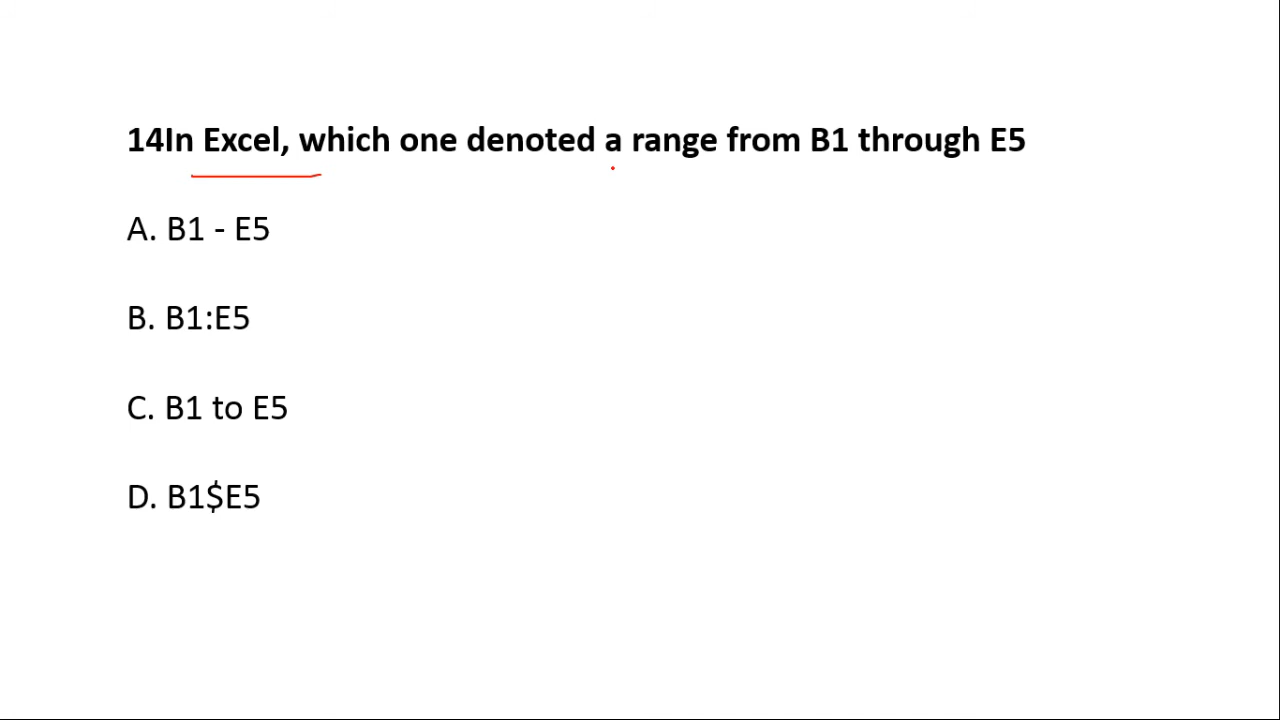 14In Excel, which one denoted a range from B1 through E5
A. B1 - E5
B. B1:E5
C. B1 to E5
D. B1$E5